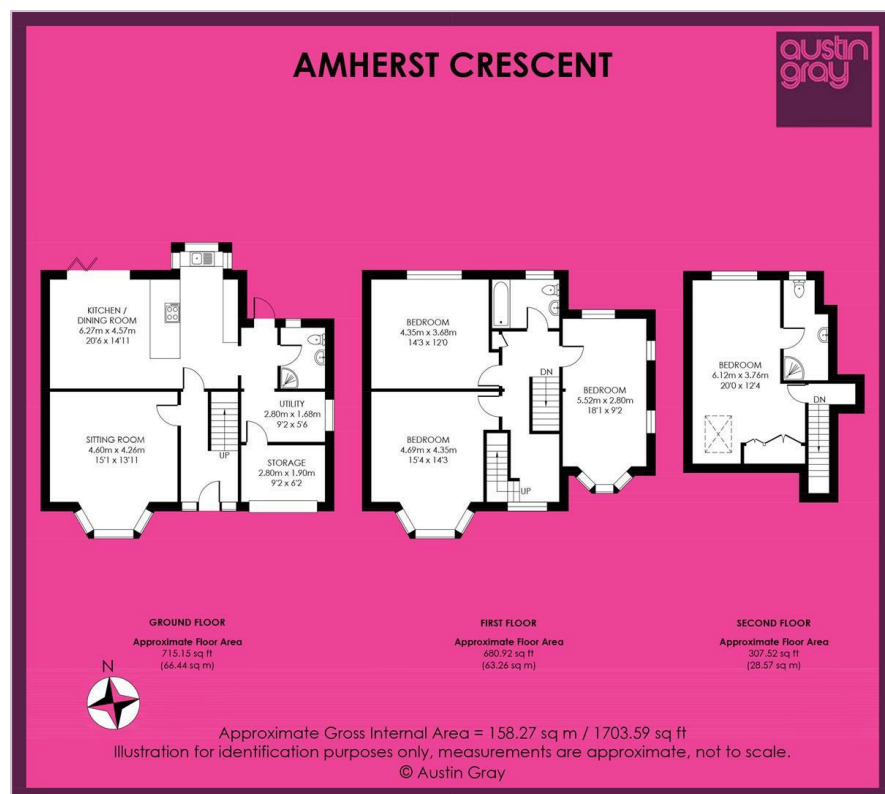 AMHERST CRESCENT
austin
gray
KITCHEN /
DINING ROOM
6.27m x 4.57m
20'6 x 14'11
SITTING ROOM
4.60m x 4.26m
15'1 x 13'11
UP
UTILITY
2.80m x 1.68m
9'2 x 5'6
STORAGE
2.80m x 1.90m
9'2 x 6'2
BEDROOM
4.35m x 3.68m
14'3 x 12'0
BEDROOM
4.69m x 4.35m
15'4 x 14'3
DN
UP
BEDROOM
5.52m x 2.80m
18'1 x 9'2
BEDROOM
6.12m x 3.76m
20'0 x 12'4
DN
GROUND FLOOR
Approximate Floor Area
715.15 sq ft
(66.44 sq m)
FIRST FLOOR
Approximate Floor Area
680.92 sq ft
(63.26 sq m)
SECOND FLOOR
Approximate Floor Area
307.52 sq ft
(28.57 sq m)
N
Approximate Gross Internal Area = 158.27 sq m / 1703.59 sq ft
Illustration for identification purposes only, measurements are approximate, not to scale.
© Austin Gray